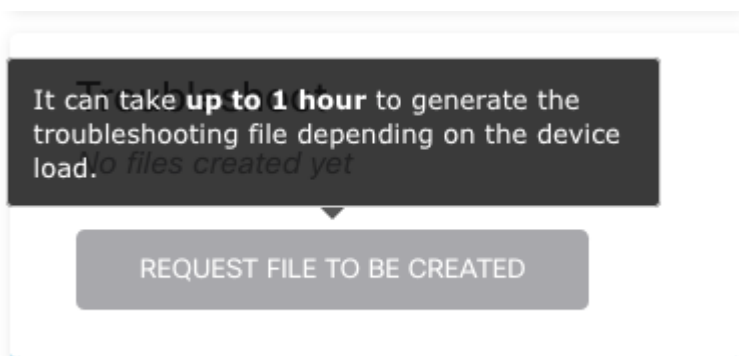 Troubleshoot
It can take up to 1 hour to generate the
troubleshooting file depending on the device
load.
No files created yet
REQUEST FILE TO BE CREATED